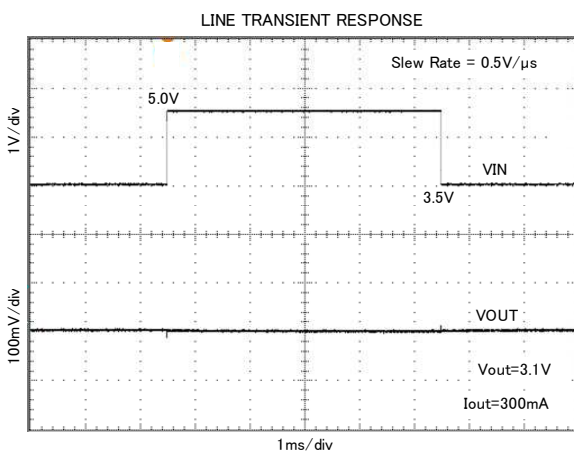 LINE TRANSIENT RESPONSE
Slew Rate = 0.5V/µs
1V/div
5.0V
VIN
3.5V
100mV/div
VOUT
Vout=3.1V
Iout=300mA
1ms/div